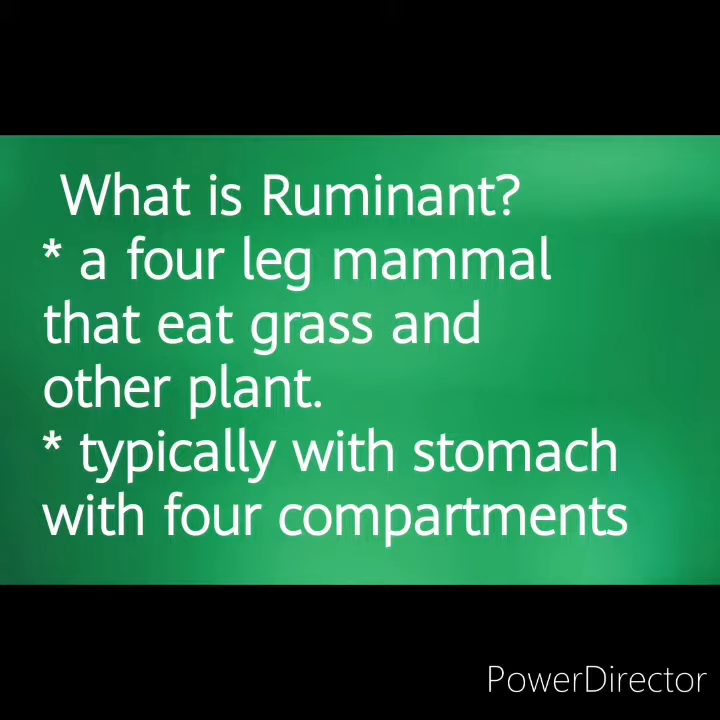 What is Ruminant?
* a four leg mammal
that eat grass and
other plant.
* typically with stomach
with four compartments
PowerDirector